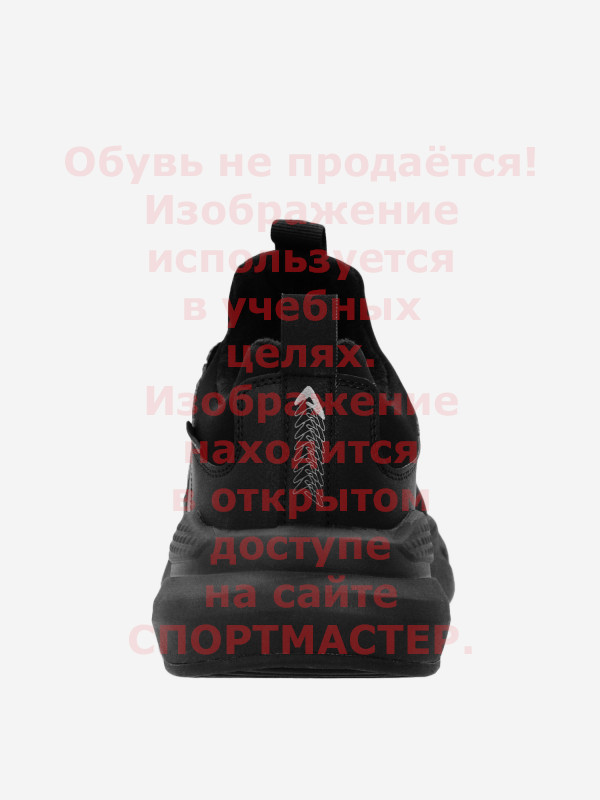 Обувь не продаётся!
Изображение
используется
в учебных
целях.
Изображение
находится
в открытом
доступе
на сайте
СПОРТМАСТЕР.